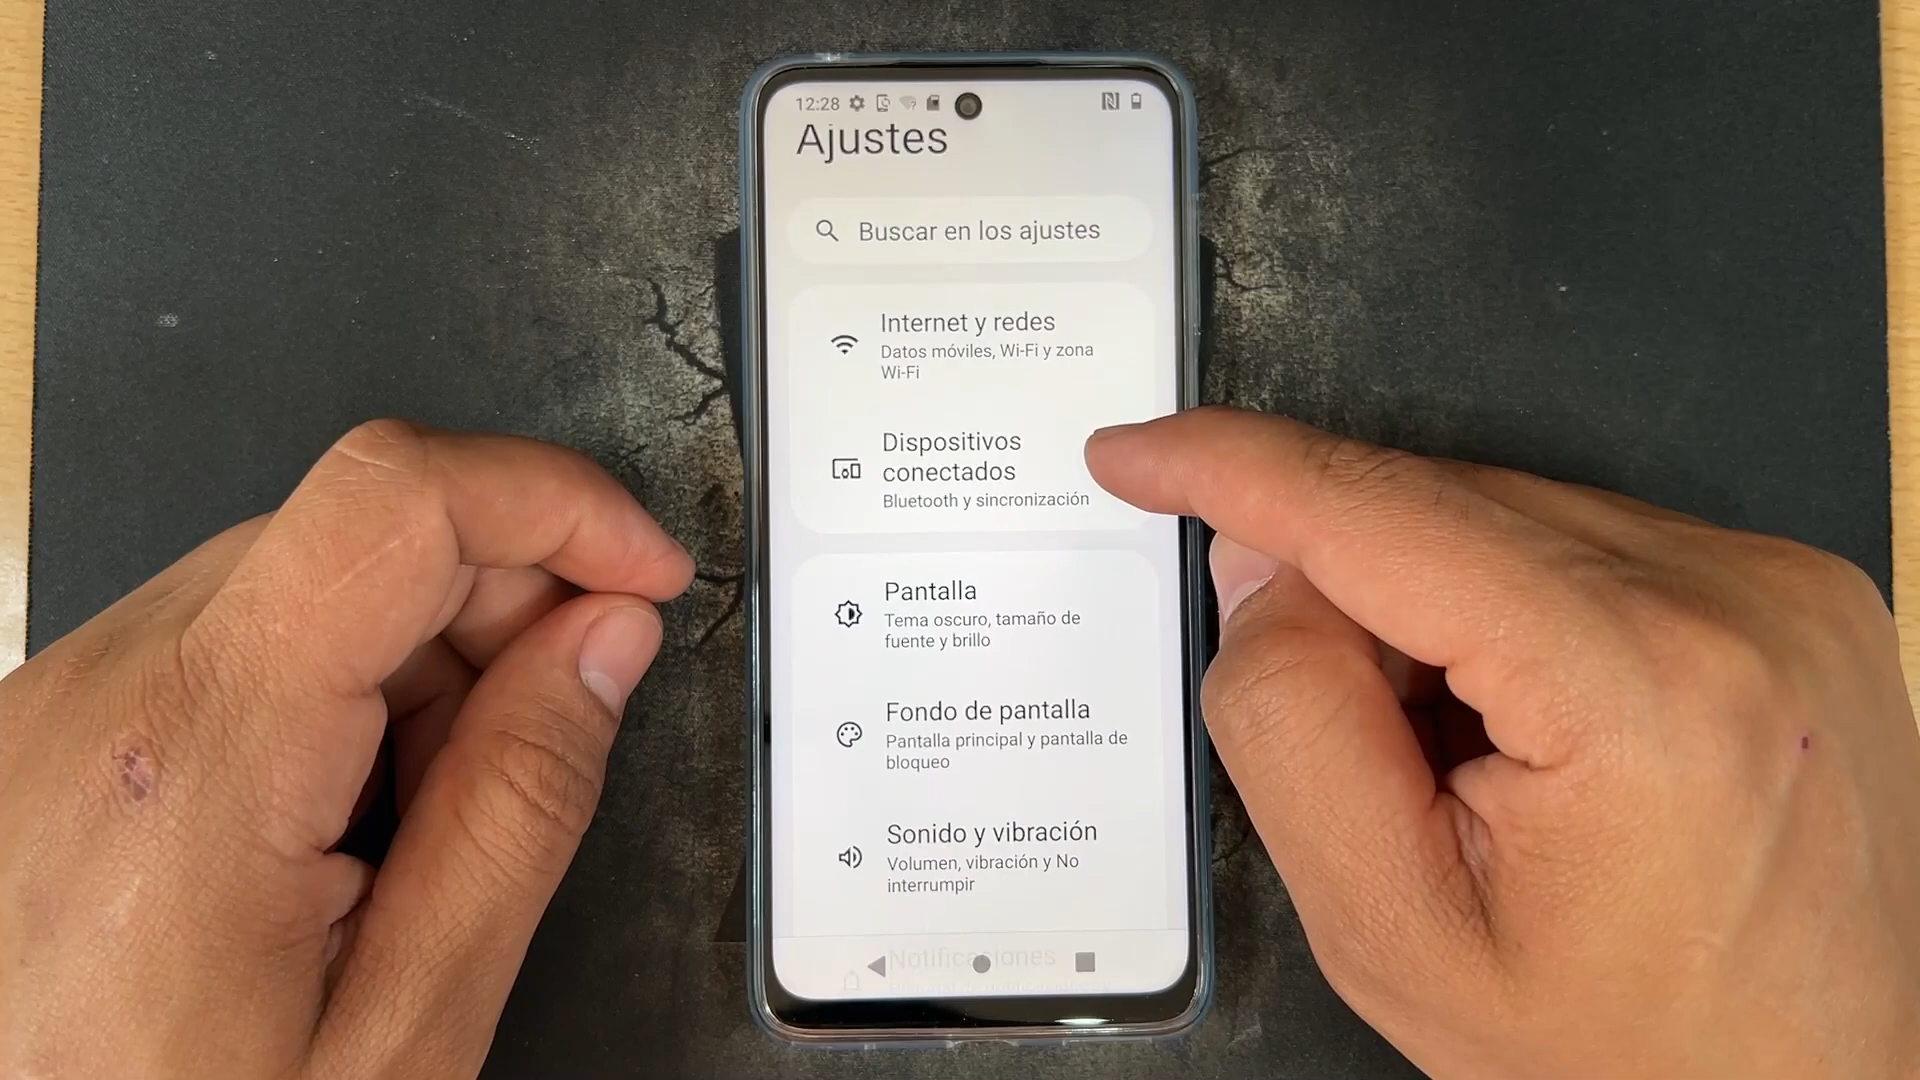 12:28
Ajustes
Buscar en los ajustes
Internet y redes
Datos móviles, Wi-Fi y zona
Wi-Fi
Dispositivos
conectados
Bluetooth y sincronización
Pantalla
Tema oscuro, tamaño de
fuente y brillo
Fondo de pantalla
Pantalla principal y pantalla de
bloqueo
Sonido y vibración
Volumen, vibración y No
interrumpir
Notificaciones